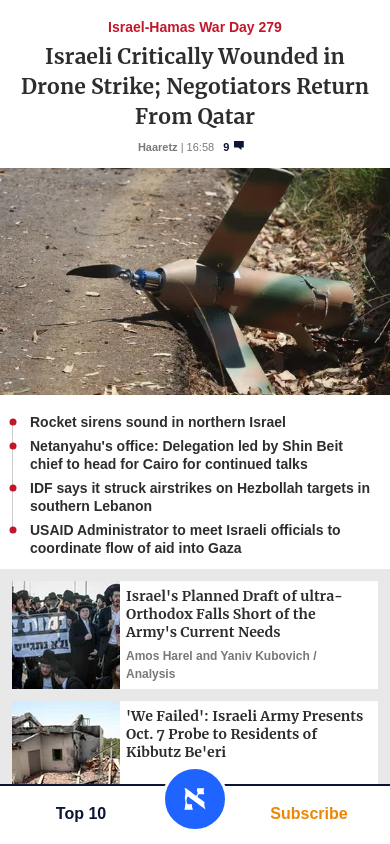 Israel-Hamas War Day 279
Israeli Critically Wounded in
Drone Strike; Negotiators Return
From Qatar
Haaretz | 16:58 9
Rocket sirens sound in northern Israel
Netanyahu's office: Delegation led by Shin Beit
chief to head for Cairo for continued talks
IDF says it struck airstrikes on Hezbollah targets in
southern Lebanon
USAID Administrator to meet Israeli officials to
coordinate flow of aid into Gaza
Israel's Planned Draft of ultra-
Orthodox Falls Short of the
Army's Current Needs
Amos Harel and Yaniv Kubovich /
Analysis
'We Failed': Israeli Army Presents
Oct. 7 Probe to Residents of
Kibbutz Be'eri
Top 10
Subscribe